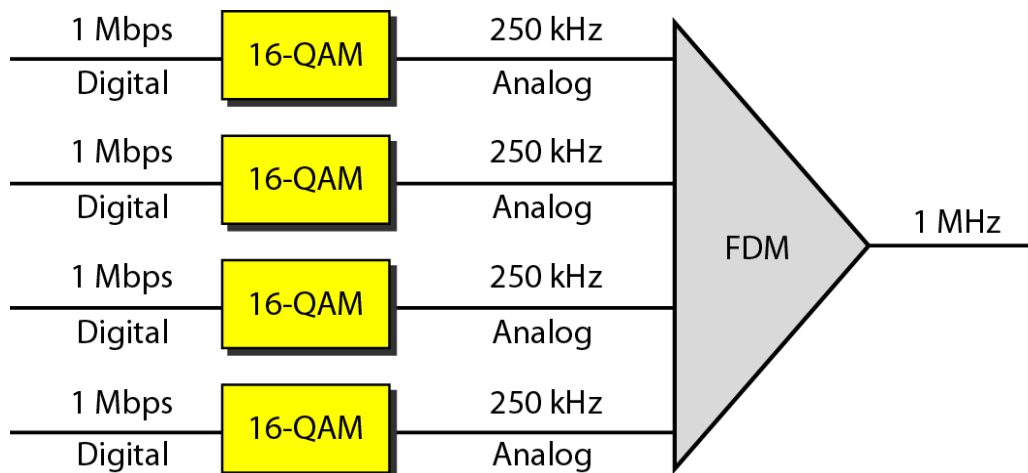 1 Mbps
16-QAM
250 kHz
Digital
Analog
1 Mbps
16-QAM
250 kHz
Digital
Analog
FDM
1 MHz
1 Mbps
16-QAM
250 kHz
Digital
Analog
1 Mbps
16-QAM
250 kHz
Digital
Analog